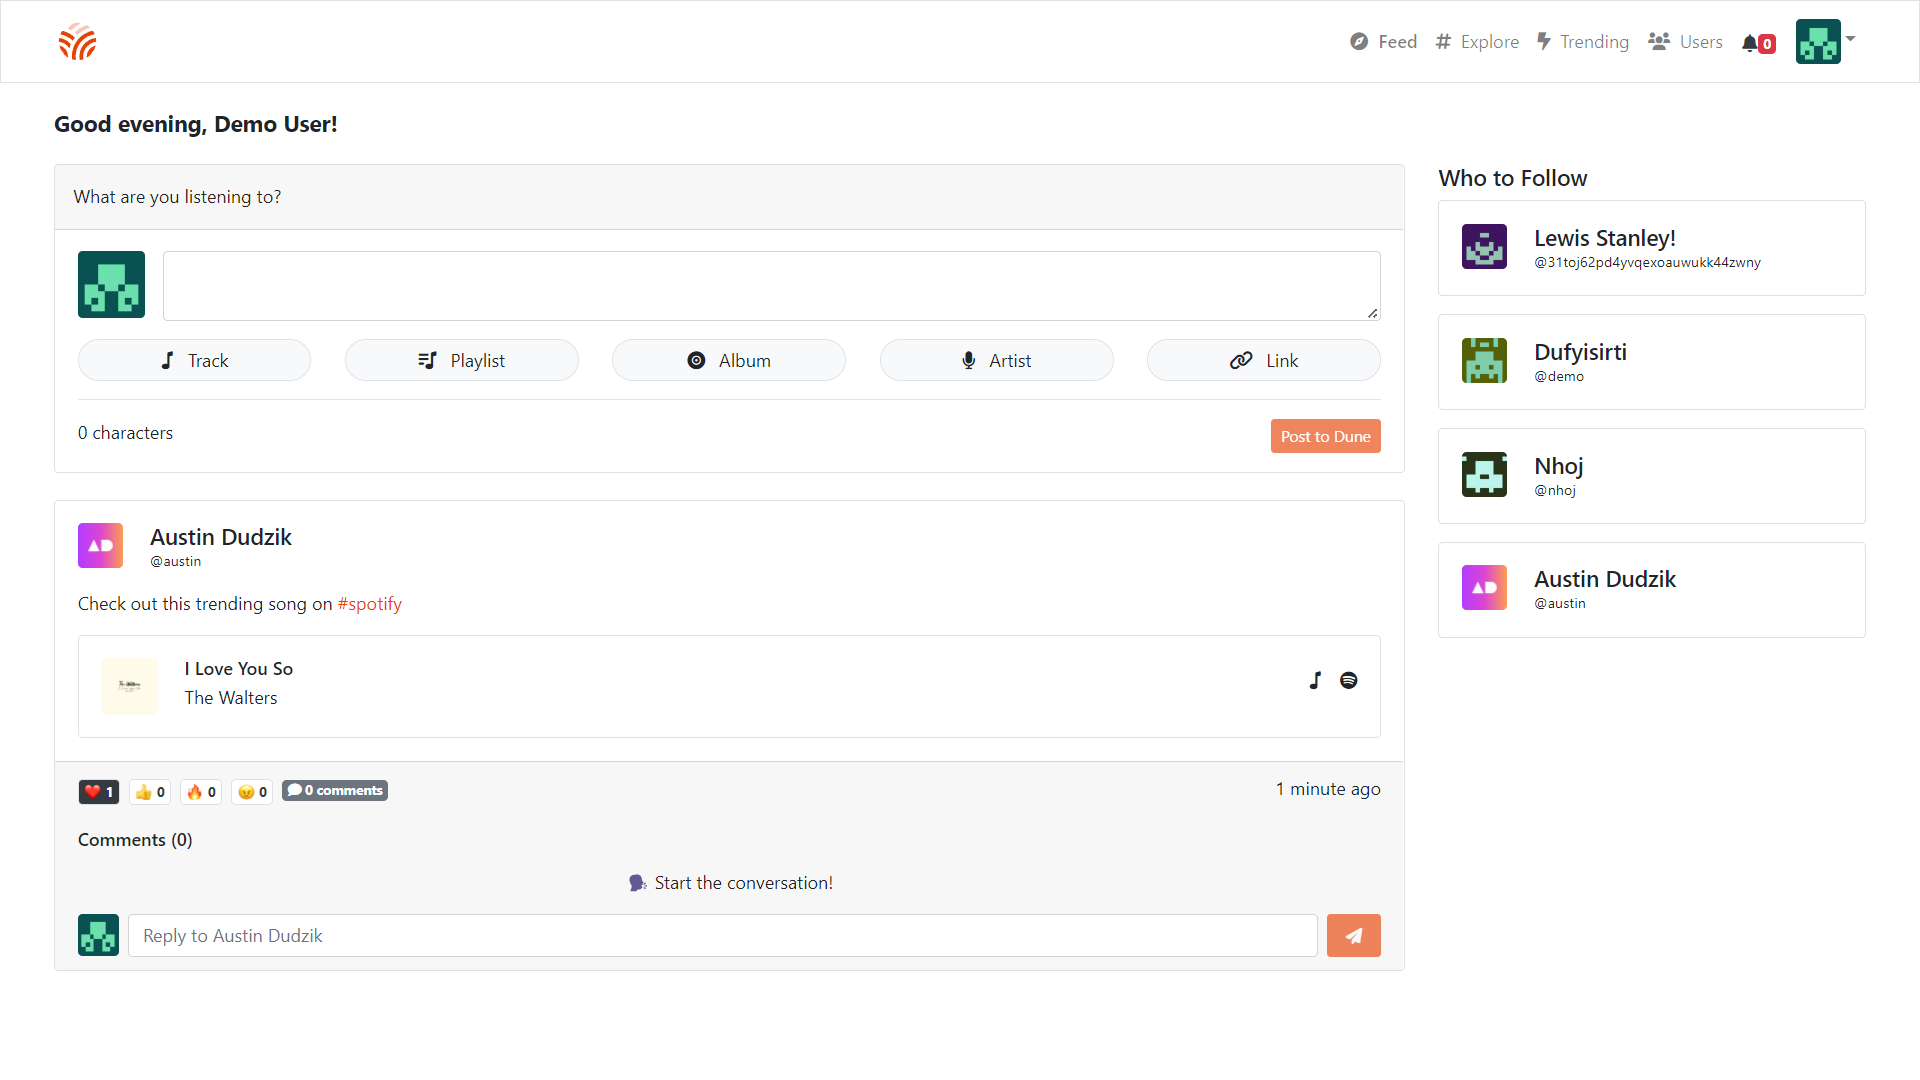 Feed Explore Trending Users 0
Good evening, Demo User!
What are you listening to?
Track Playlist Album Artist Link
0 characters
Post to Dune
Austin Dudzik
@austin
Check out this trending song on #spotify
I Love You So
The Walters
1 0 0 0 0 comments
1 minute ago
Comments (0)
Start the conversation!
Reply to Austin Dudzik
Who to Follow
Lewis Stanley!
@31toj62pd4yvqexoauwukk44zwny
Dufyisirti
@demo
Nhoj
@nhoj
AD
Austin Dudzik
@austin